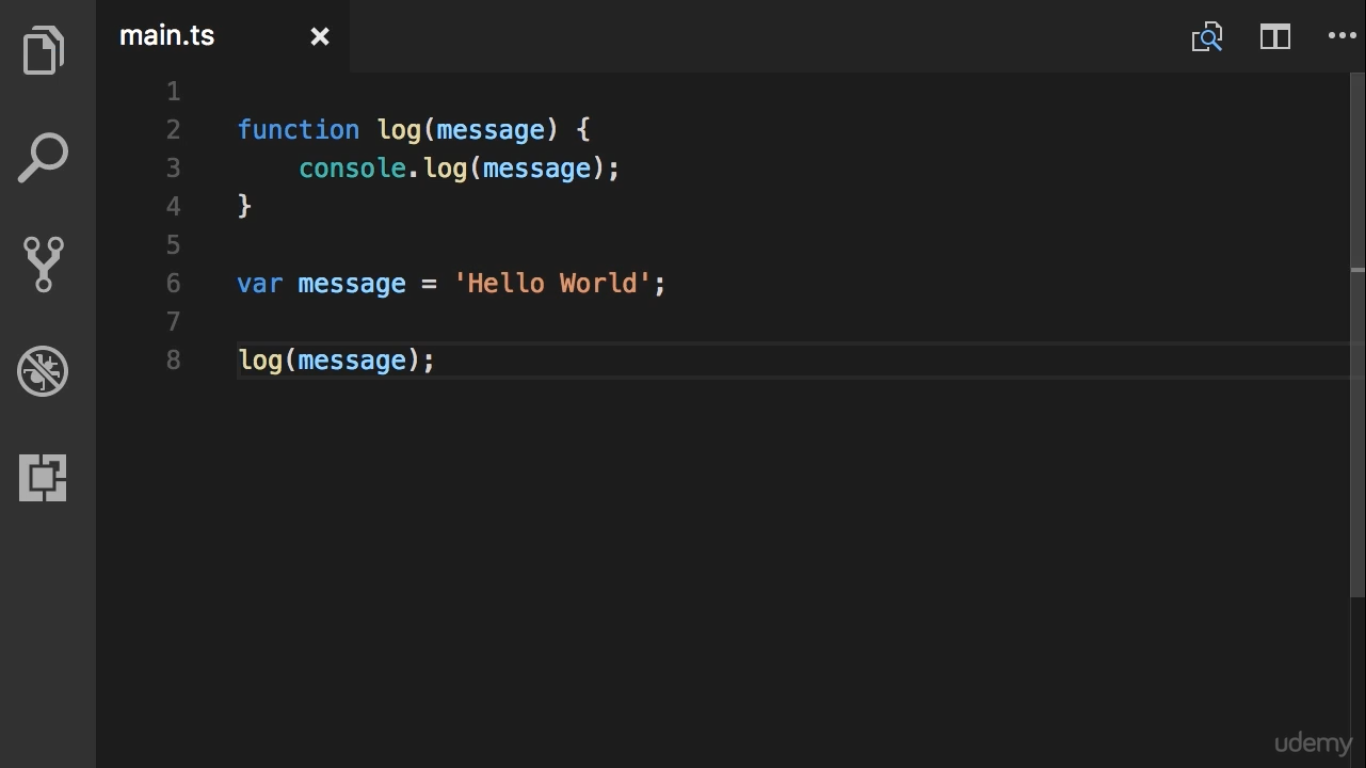 main.ts
1
2 function log(message) {
3     console.log(message);
4 }
5
6 var message = 'Hello World';
7
8 log(message);
udemy